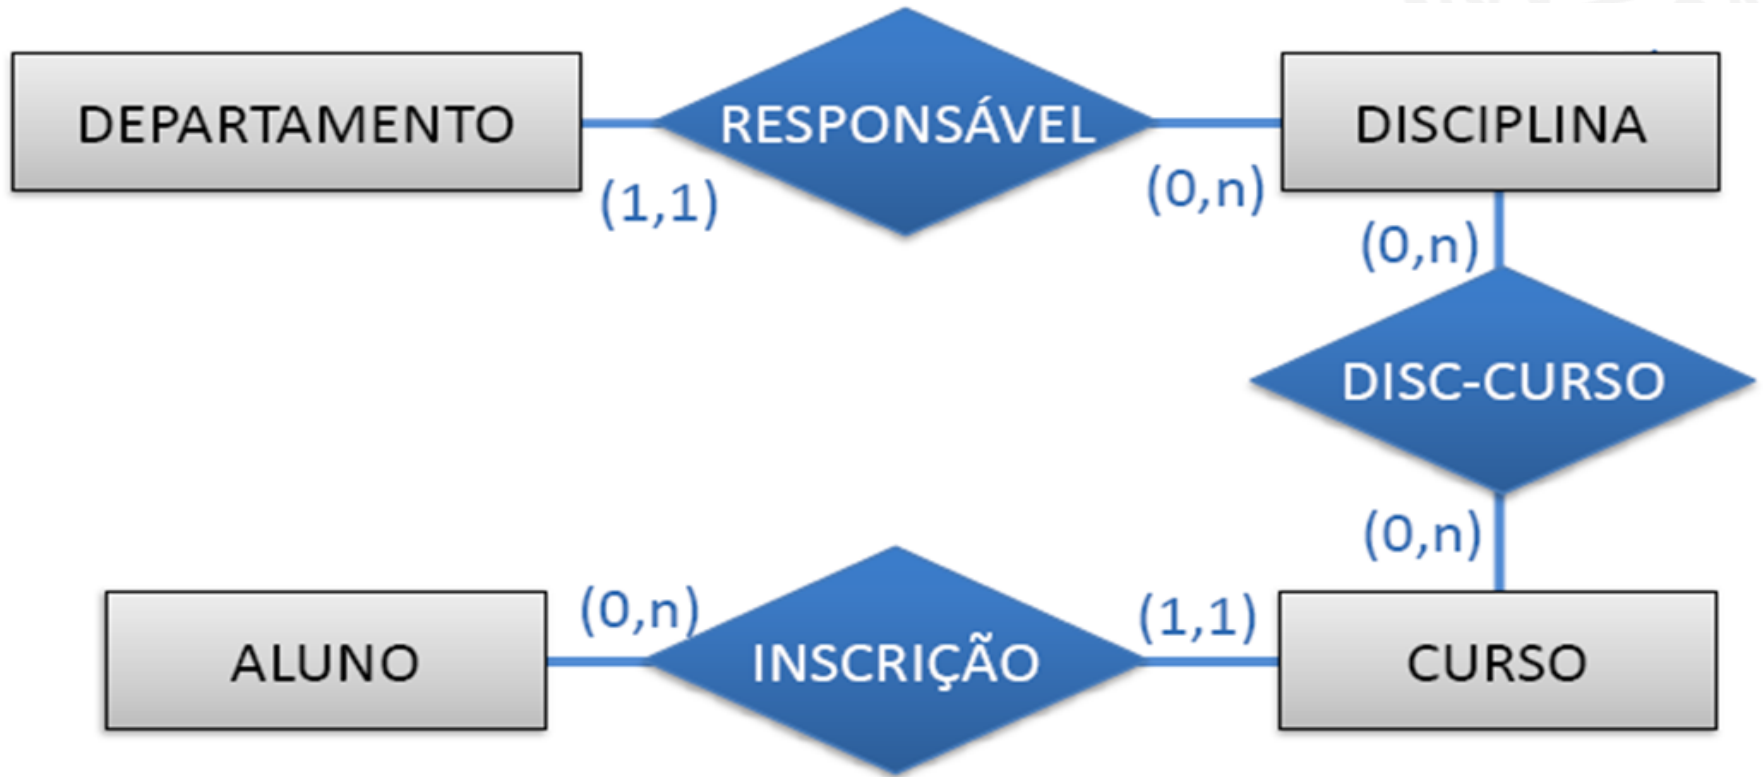 DEPARTAMENTO
RESPONSÁVEL
DISCIPLINA
(1,1)
(0,n)
(0,n)
DISC-CURSO
(0,n)
(0,n)
(1,1)
ALUNO
INSCRIÇÃO
CURSO